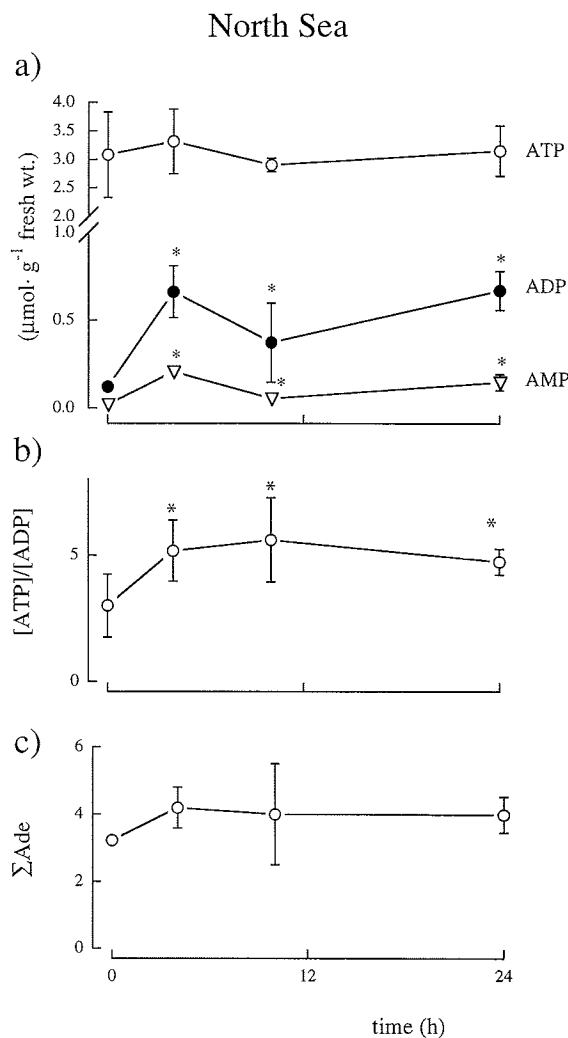 North Sea
a)
4.0
3.5
3.0
2.5
2.0
1.0
0.5
0.0
(μmol· g⁻¹ fresh wt.)
ATP
* * *
ADP
* * *
AMP
b)
[ATP]/[ADP]
5
0
* * *
c)
ΣAde
6
4
2
0
0 12 24
time (h)